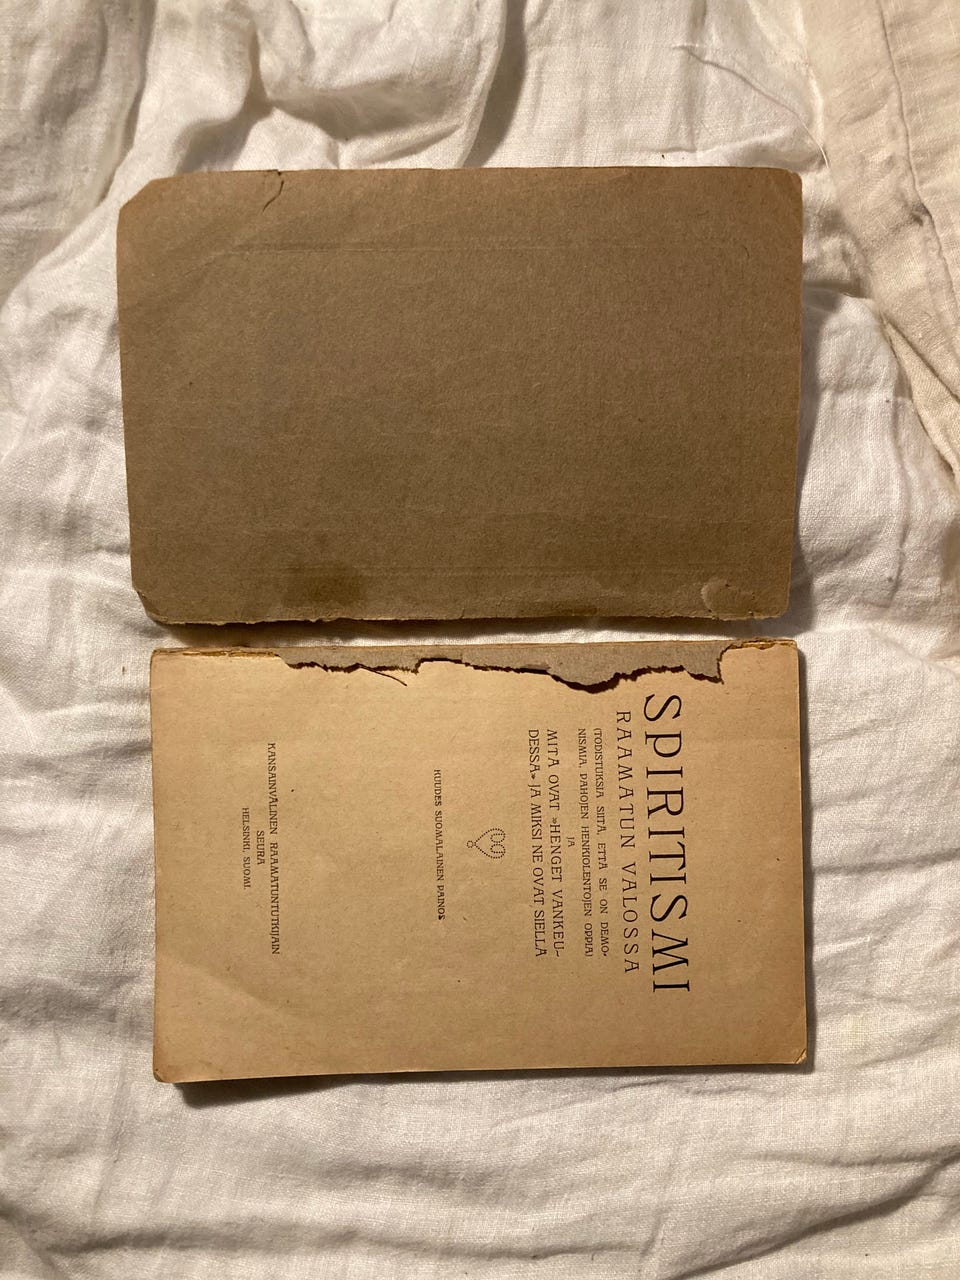 SPIRITISMI
RAAMATUN VALOSSA
(TODISTUKSIA SIITÄ, ETTÄ SE ON DEMO-
NISMIA, PAHOJEN HENKIOLENTOJEN OPPIA)
JA
MITÄ OVAT »HENGET VANKEU-
DESSA» JA MIKSI NE OVAT SIELLÄ
KUUDES SUOMALAINEN PAINOS
KANSAINVÄLINEN RAAMATUNTUTKIJAIN
SEURA
HELSINKI, SUOMI.